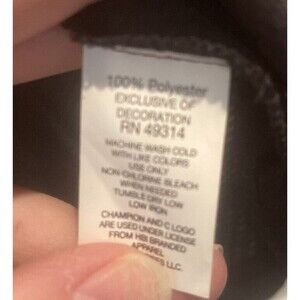 100% Polyester
EXCLUSIVE OF
DECORATION
RN 49314
MACHINE WASH COLD
WITH LIKE COLORS
USE ONLY
NON-CHLORINE BLEACH
WHEN NEEDED
TUMBLE DRY LOW
LOW IRON
CHAMPION AND C LOGO
ARE USED UNDER LICENSE
FROM HBI BRANDED
APPAREL
LLC.